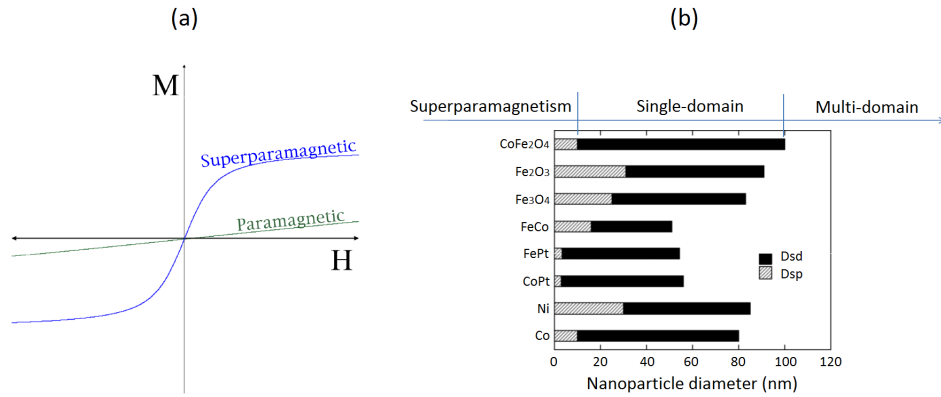 (a)
M
Superparamagnetic
Paramagnetic
H
(b)
Superparamagnetism Single-domain Multi-domain
CoFe2O4
Fe2O3
Fe3O4
FeCo
FePt
CoPt
Ni
Co
Dsd
Dsp
0 20 40 60 80 100 120
Nanoparticle diameter (nm)